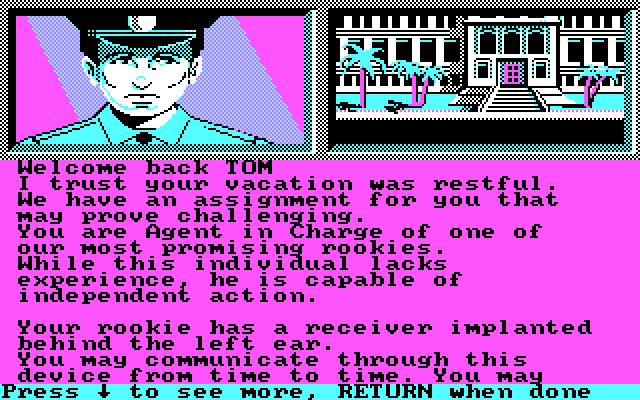 Welcome back TOM
I trust your vacation was restful.
We have an assignment for you that
may prove challenging.
You are Agent in Charge of one of
our most promising rookies.
While this individual lacks
experience, he is capable of
independent action.
Your rookie has a receiver implanted
behind the left ear.
You may communicate through this
device from time to time. You may
Press ↓ to see more, RETURN when done